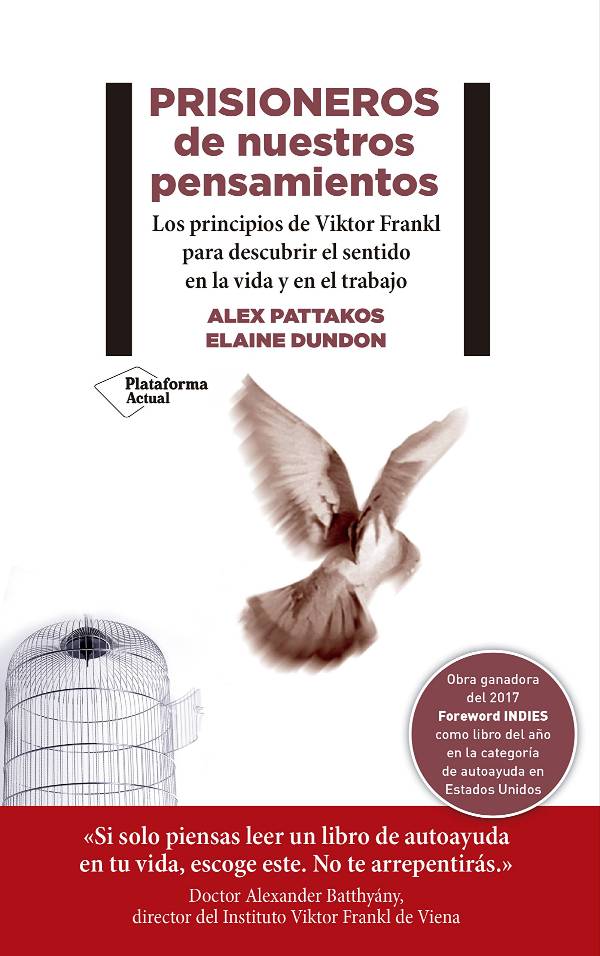 PRISIONEROS
de nuestros
pensamientos
Los principios de Viktor Frankl
para descubrir el sentido
en la vida y en el trabajo
ALEX PATTAKOS
ELAINE DUNDON
Plataforma
Actual
Obra ganadora
del 2017
Foreword INDIES
como libro del año
en la categoría
de autoayuda en
Estados Unidos
«Si solo piensas leer un libro de autoayuda
en tu vida, escoge este. No te arrepentirás.»
Doctor Alexander Batthyány,
director del Instituto Viktor Frankl de Viena